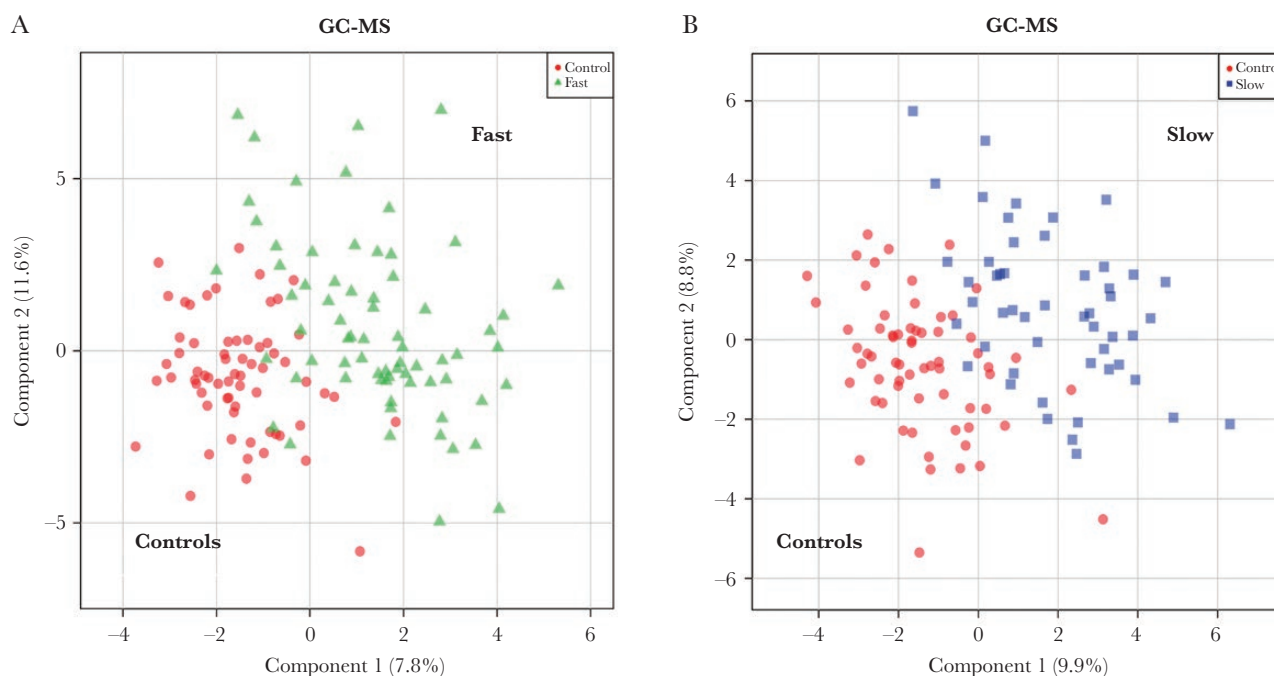 A
GC-MS
Control
Fast
Fast
5
0
−5
Component 2 (11.6%)
Controls
−4
−2
0
2
4
6
Component 1 (7.8%)
B
GC-MS
Contro
Slow
Slow
6
4
2
0
−2
−4
−6
Component 2 (8.8%)
Controls
−4
−2
0
2
4
6
Component 1 (9.9%)